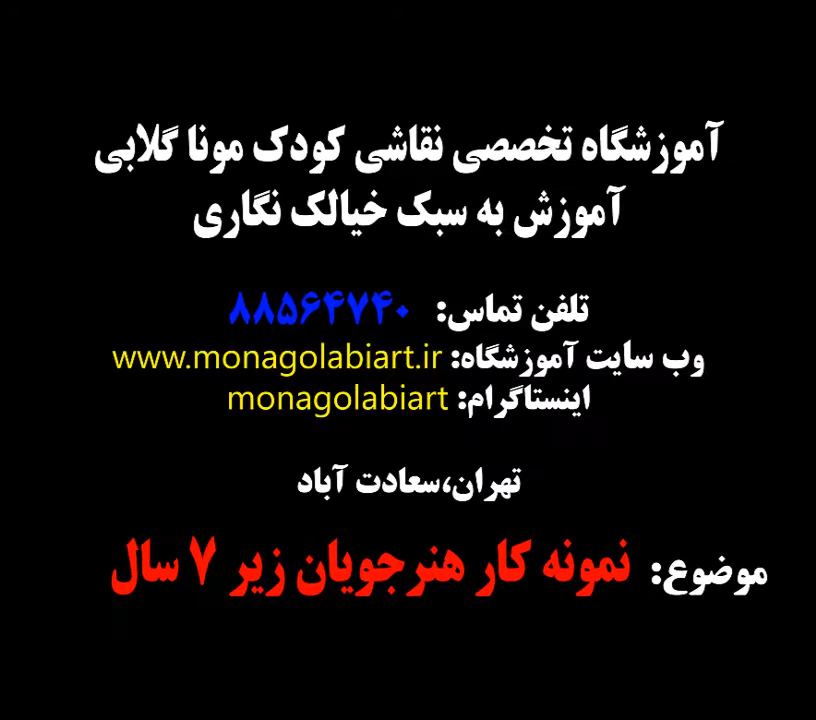 آموزشگاه تخصصی نقاشی کودک مونا گلابی
آموزش به سبک خیالک نگاری
تلفن تماس: ۸۸۵۶۴۷۴۰
وب سایت آموزشگاه: www.monagolabiart.ir
اینستاگرام: monagolabiart
تهران،سعادت آباد
موضوع: نمونه کار هنرجویان زیر ۷ سال